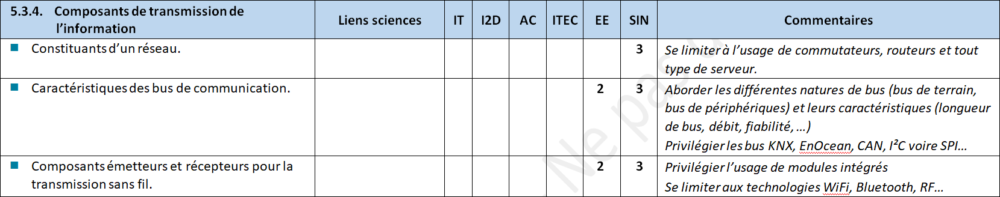 5.3.4. Composants de transmission de
l’information
Liens sciences
IT
I2D
AC
ITEC
EE
SIN
Commentaires
Constituants d’un réseau.
3
Se limiter à l’usage de commutateurs, routeurs et tout
type de serveur.
Caractéristiques des bus de communication.
2
3
Aborder les différentes natures de bus (bus de terrain,
bus de périphériques) et leurs caractéristiques (longueur
de bus, débit, fiabilité, …)
Privilégier les bus KNX, EnOcean, CAN, I²C voire SPI…
Composants émetteurs et récepteurs pour la
transmission sans fil.
2
3
Privilégier l’usage de modules intégrés
Se limiter aux technologies WiFi, Bluetooth, RF…
Ne pas